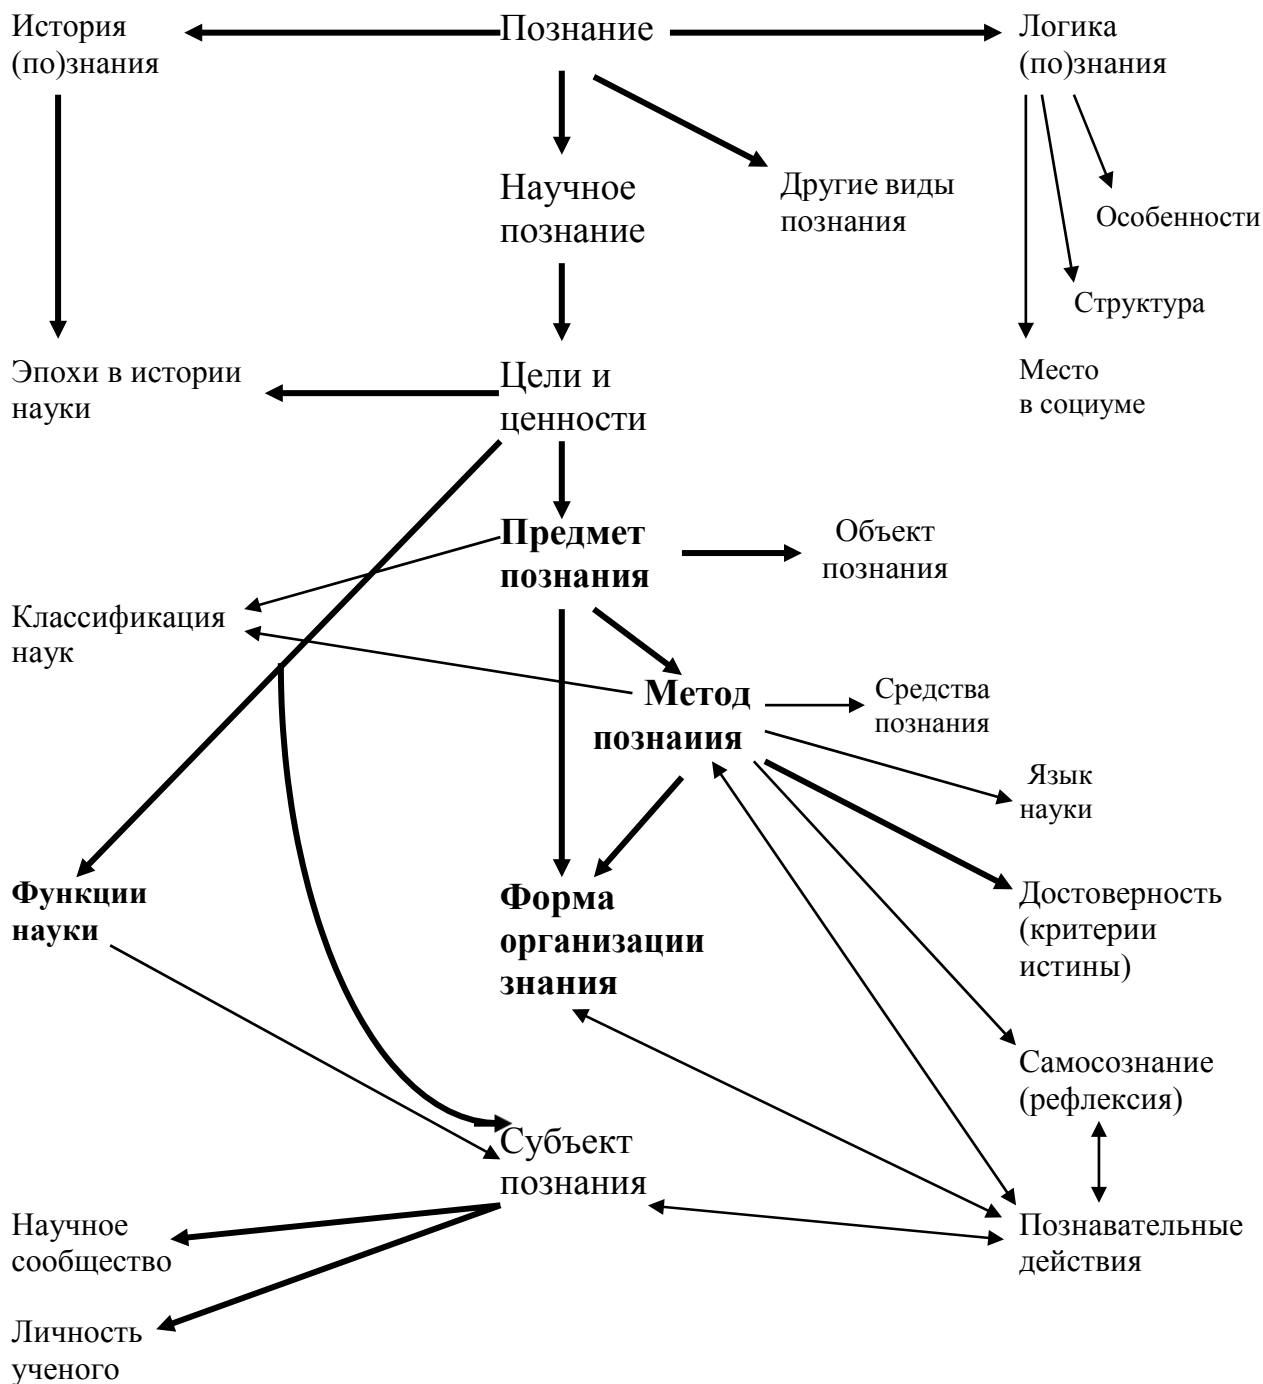 История
(по)знания
Познание
Логика
(по)знания
Научное
познание
Другие виды
познания
Особенности
Структура
Эпохи в истории
науки
Цели и
ценности
Место
в социуме
Предмет
познания
Объект
познания
Классификация
наук
Метод
познаиия
Средства
познания
Язык
науки
Функции
науки
Форма
организации
знания
Достоверность
(критерии
истины)
Самосознание
(рефлексия)
Субъект
познания
Научное
сообщество
Познавательные
действия
Личность
ученого